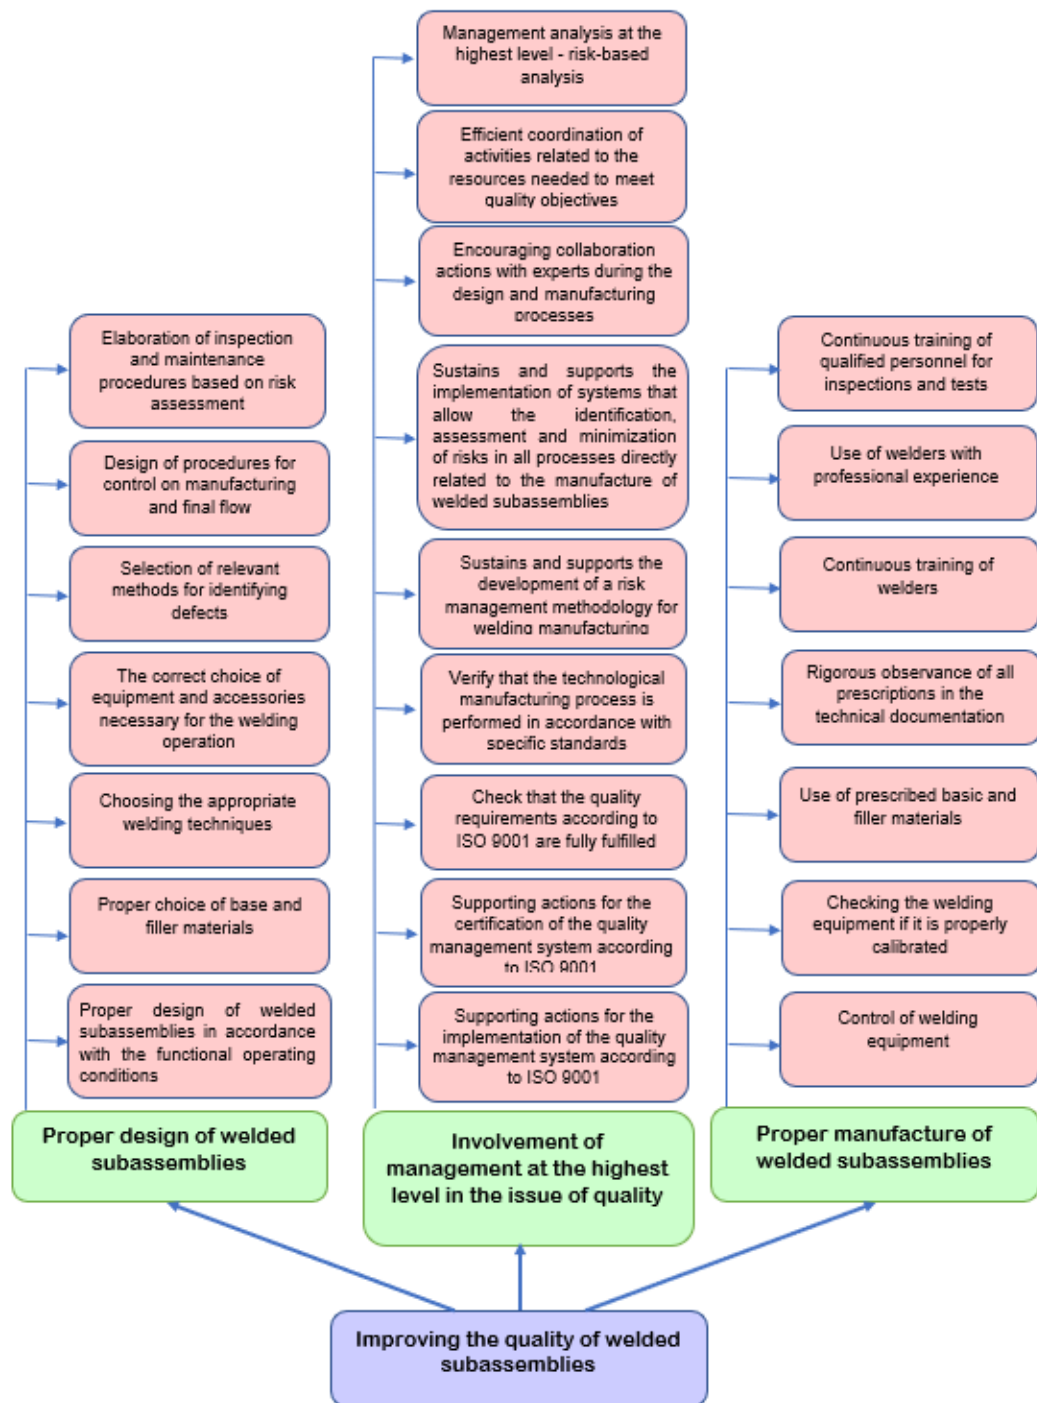 Management analysis at the
highest level - risk-based
analysis
Efficient coordination of
activities related to the
resources needed to meet
quality objectives
Encouraging collaboration
actions with experts during the
design and manufacturing
processes
Sustains and supports the
implementation of systems that
allow the identification,
assessment and minimization
of risks in all processes directly
related to the manufacture of
welded subassemblies
Sustains and supports the
development of a risk
management methodology for
welding manufacturing
Verify that the technological
manufacturing process is
performed in accordance with
specific standards
Check that the quality
requirements according to
ISO 9001 are fully fulfilled
Supporting actions for the
certification of the quality
management system according
to ISO 9001
Supporting actions for the
implementation of the quality
management system according
to ISO 9001
Elaboration of inspection
and maintenance
procedures based on risk
assessment
Design of procedures for
control on manufacturing
and final flow
Selection of relevant
methods for identifying
defects
The correct choice of
equipment and accessories
necessary for the welding
operation
Choosing the appropriate
welding techniques
Proper choice of base and
filler materials
Proper design of welded
subassemblies in accordance
with the functional operating
conditions
Continuous training of
qualified personnel for
inspections and tests
Use of welders with
professional experience
Continuous training of
welders
Rigorous observance of all
prescriptions in the
technical documentation
Use of prescribed basic and
filler materials
Checking the welding
equipment if it is properly
calibrated
Control of welding
equipment
Proper design of welded
subassemblies
Involvement of
management at the highest
level in the issue of quality
Proper manufacture of
welded subassemblies
Improving the quality of welded
subassemblies